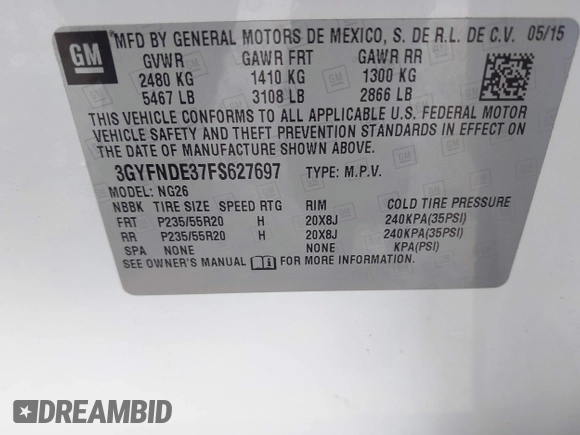 GM
MFD BY GENERAL MOTORS DE MEXICO, S. DE R.L. DE C.V. 05/15
GVWR GAWR FRT GAWR RR
2480 KG 1410 KG 1300 KG
5467 LB 3108 LB 2866 LB
THIS VEHICLE CONFORMS TO ALL APPLICABLE U.S. FEDERAL MOTOR
VEHICLE SAFETY AND THEFT PREVENTION STANDARDS IN EFFECT ON
THE DATE OF MANUFACTURE SHOWN ABOVE.
3GYFNDE37FS627697 TYPE: M.P.V.
MODEL: NG26
NBBK TIRE SIZE SPEED RTG RIM COLD TIRE PRESSURE
FRT P235/55R20 H 20X8J 240KPA(35PSI)
RR P235/55R20 H 20X8J 240KPA(35PSI)
SPA NONE NONE KPA(PSI)
SEE OWNER'S MANUAL FOR MORE INFORMATION.
DREAMBID